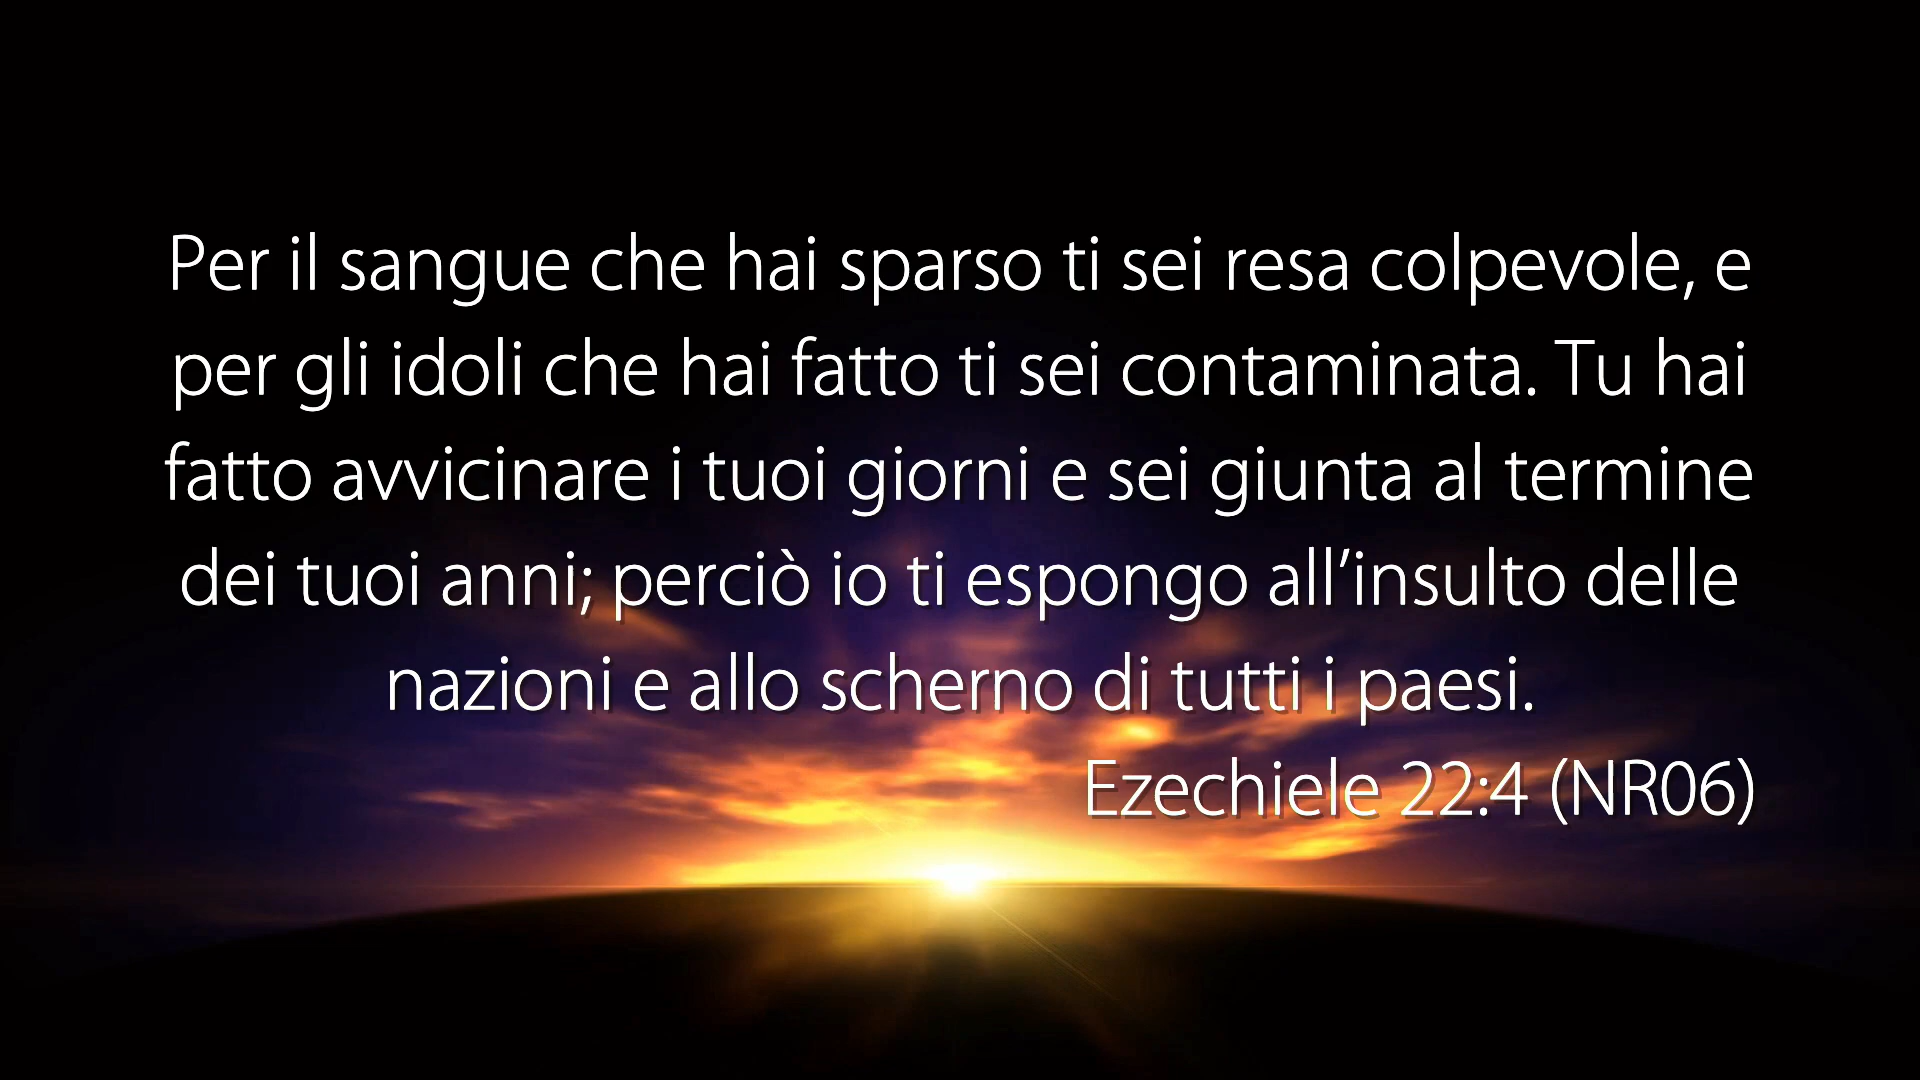 Per il sangue che hai sparso ti sei resa colpevole, e
per gli idoli che hai fatto ti sei contaminata. Tu hai
fatto avvicinare i tuoi giorni e sei giunta al termine
dei tuoi anni; perciò io ti espongo all’insulto delle
nazioni e allo scherno di tutti i paesi.
Ezechiele 22:4 (NR06)